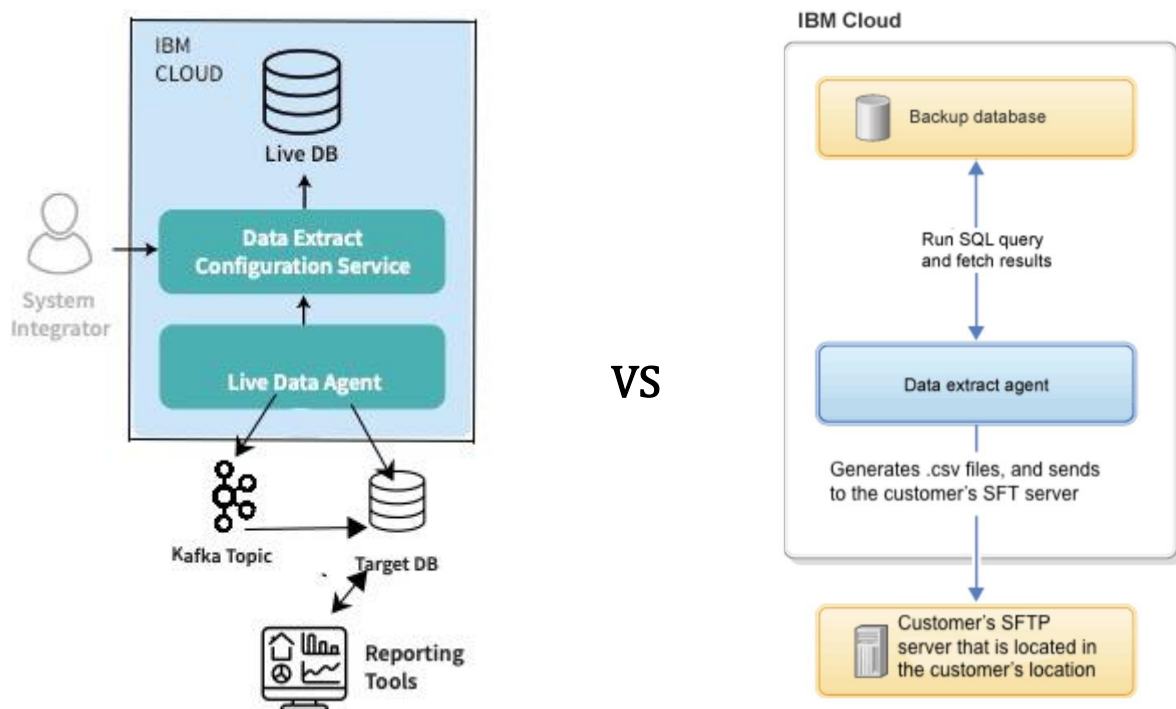 IBM
CLOUD
Live DB
Data Extract
Configuration Service
System
Integrator
Live Data Agent
Kafka Topic
Target DB
Reporting
Tools
VS
IBM Cloud
Backup database
Run SQL query
and fetch results
Data extract agent
Generates .csv files, and sends
to the customer's SFT server
Customer's SFTP
server that is located in
the customer's location